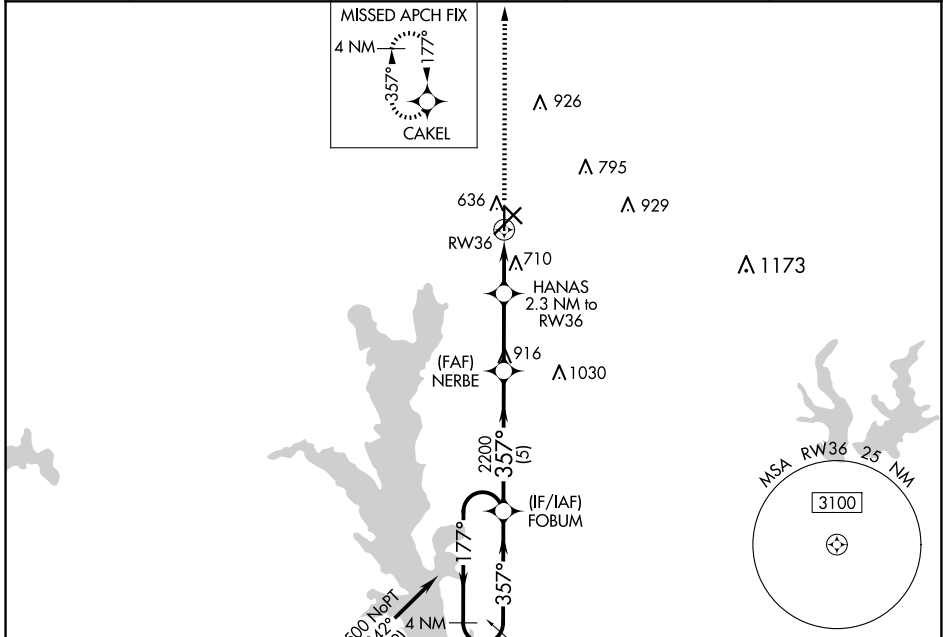 MISSED APCH FIX
4 NM
177°
357°
CAKEL
926
795
636
929
RW36
710
1173
HANAS
2.3 NM to
RW36
916
(FAF)
NERBE
1030
2200
357°
(5)
MSA RW36 25 NM
3100
(IF/IAF)
FOBUM
177°
357°
NoPT
4 NM